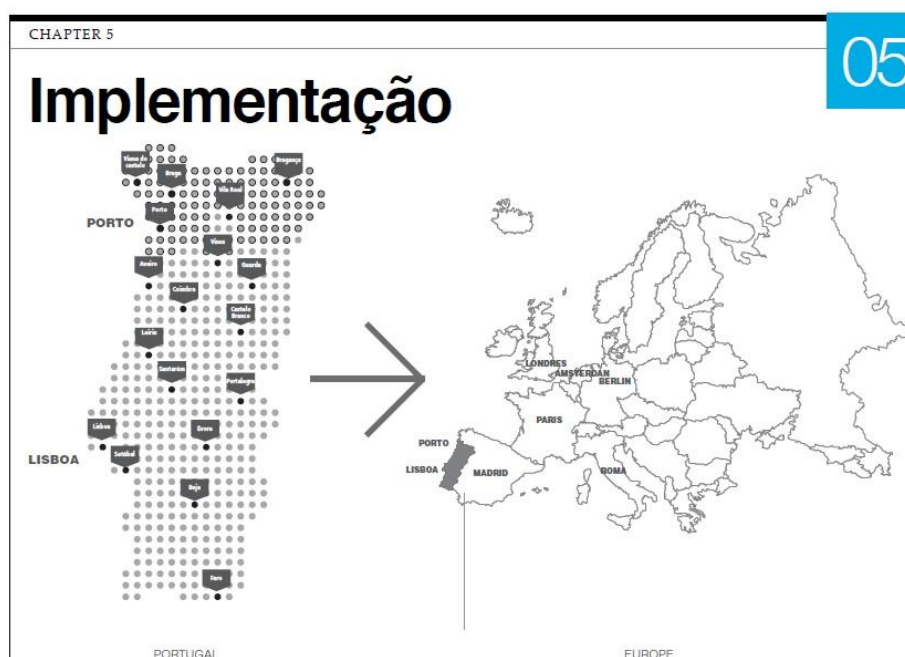 CHAPTER 5
05
Implementação
Viana do
castelo
Braga
Bragança
Vila Real
Porto
PORTO
Viseu
Aveiro
Guarda
Coimbra
Castelo
Branco
Leiria
Santarém
Portalegre
Lisboa
Évora
Setúbal
LISBOA
Beja
Faro
LONDRES
AMSTERDAN
BERLIN
PARIS
PORTO
LISBOA
MADRID
ROMA
PORTUGAL
EUROPE